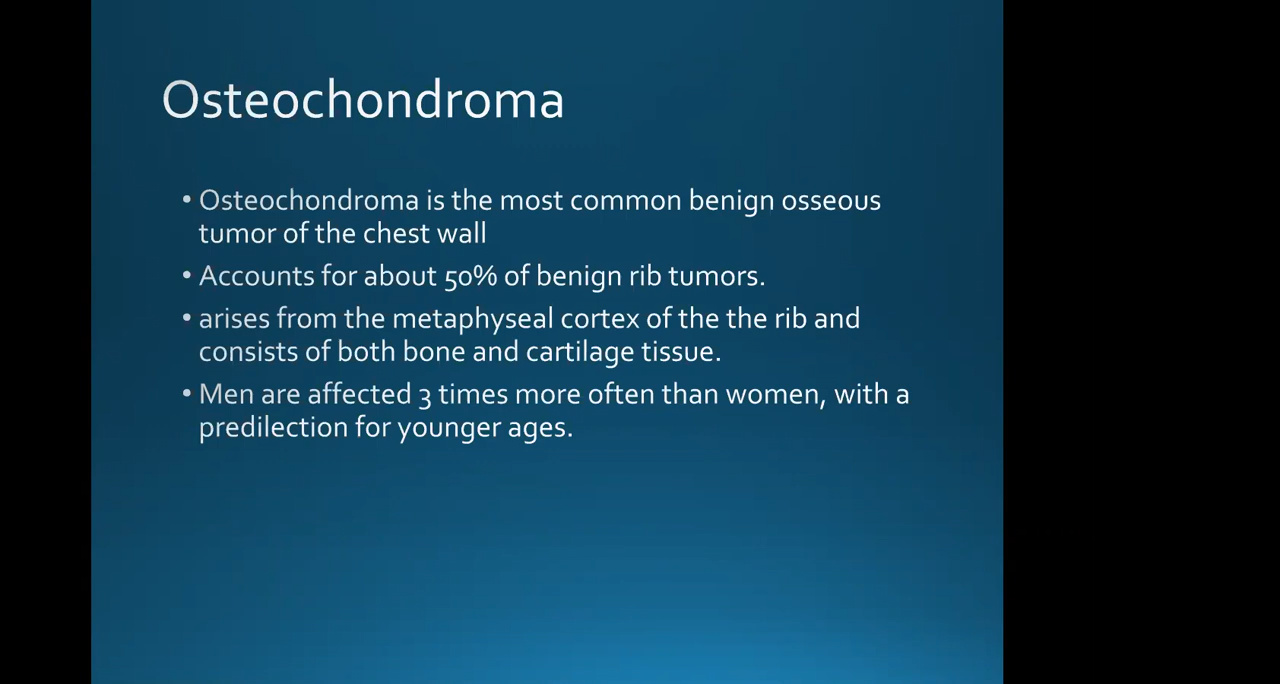 Osteochondroma
• Osteochondroma is the most common benign osseous
tumor of the chest wall
• Accounts for about 50% of benign rib tumors.
• arises from the metaphyseal cortex of the the rib and
consists of both bone and cartilage tissue.
• Men are affected 3 times more often than women, with a
predilection for younger ages.